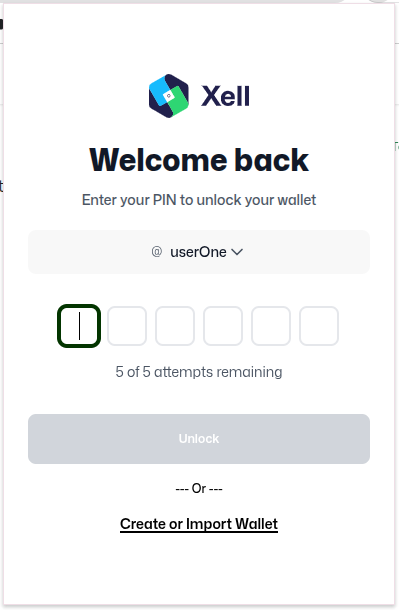 Xell
Welcome back
Enter your PIN to unlock your wallet
@ userOne
5 of 5 attempts remaining
Unlock
--- Or ---
Create or Import Wallet